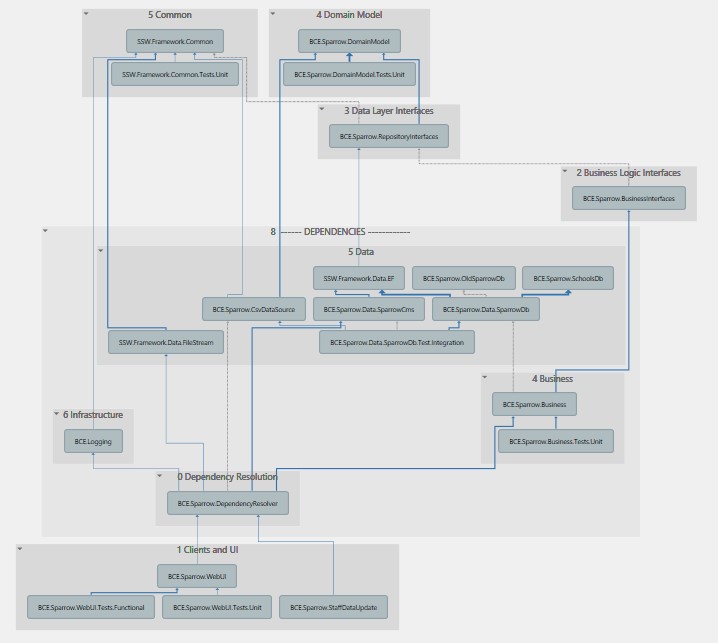 5 Common
4 Domain Model
SSW.Framework.Common
BCE.Sparrow.DomainModel
SSW.Framework.Common.Tests.Unit
BCE.Sparrow.DomainModel.Tests.Unit
3 Data Layer Interfaces
BCE.Sparrow.RepositoryInterfaces
2 Business Logic Interfaces
BCE.Sparrow.BusinessInterfaces
8 ------ DEPENDENCIES ------------
5 Data
SSW.Framework.Data.EF
BCE.Sparrow.OldSparrowDb
BCE.Sparrow.SchoolsDb
BCE.Sparrow.CsvDataSource
BCE.Sparrow.Data.SparrowCms
BCE.Sparrow.Data.SparrowDb
SSW.Framework.Data.FileStream
BCE.Sparrow.Data.SparrowDb.Test.Integration
4 Business
BCE.Sparrow.Business
6 Infrastructure
BCE.Logging
BCE.Sparrow.Business.Tests.Unit
0 Dependency Resolution
BCE.Sparrow.DependencyResolver
1 Clients and UI
BCE.Sparrow.WebUI
BCE.Sparrow.WebUI.Tests.Functional
BCE.Sparrow.WebUI.Tests.Unit
BCE.Sparrow.StaffDataUpdate